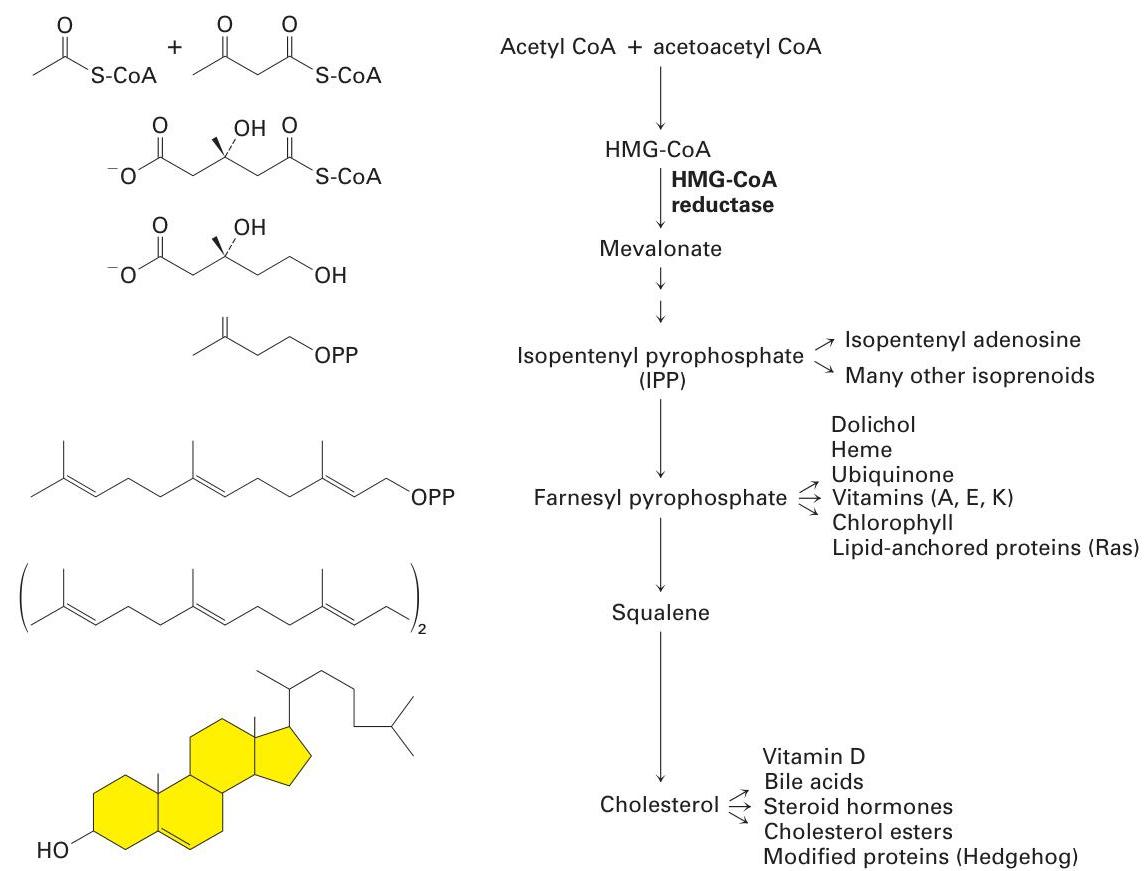 O
O
O
+
S-CoA
S-CoA
Acetyl CoA + acetoacetyl CoA
O
OH
O
⁻O
S-CoA
HMG-CoA
HMG-CoA
reductase
O
OH
⁻O
OH
Mevalonate
OPP
Isopentenyl pyrophosphate
(IPP)
Isopentenyl adenosine
Many other isoprenoids
OPP
Farnesyl pyrophosphate
Dolichol
Heme
Ubiquinone
Vitamins (A, E, K)
Chlorophyll
Lipid-anchored proteins (Ras)
( )₂
Squalene
HO
Cholesterol
Vitamin D
Bile acids
Steroid hormones
Cholesterol esters
Modified proteins (Hedgehog)